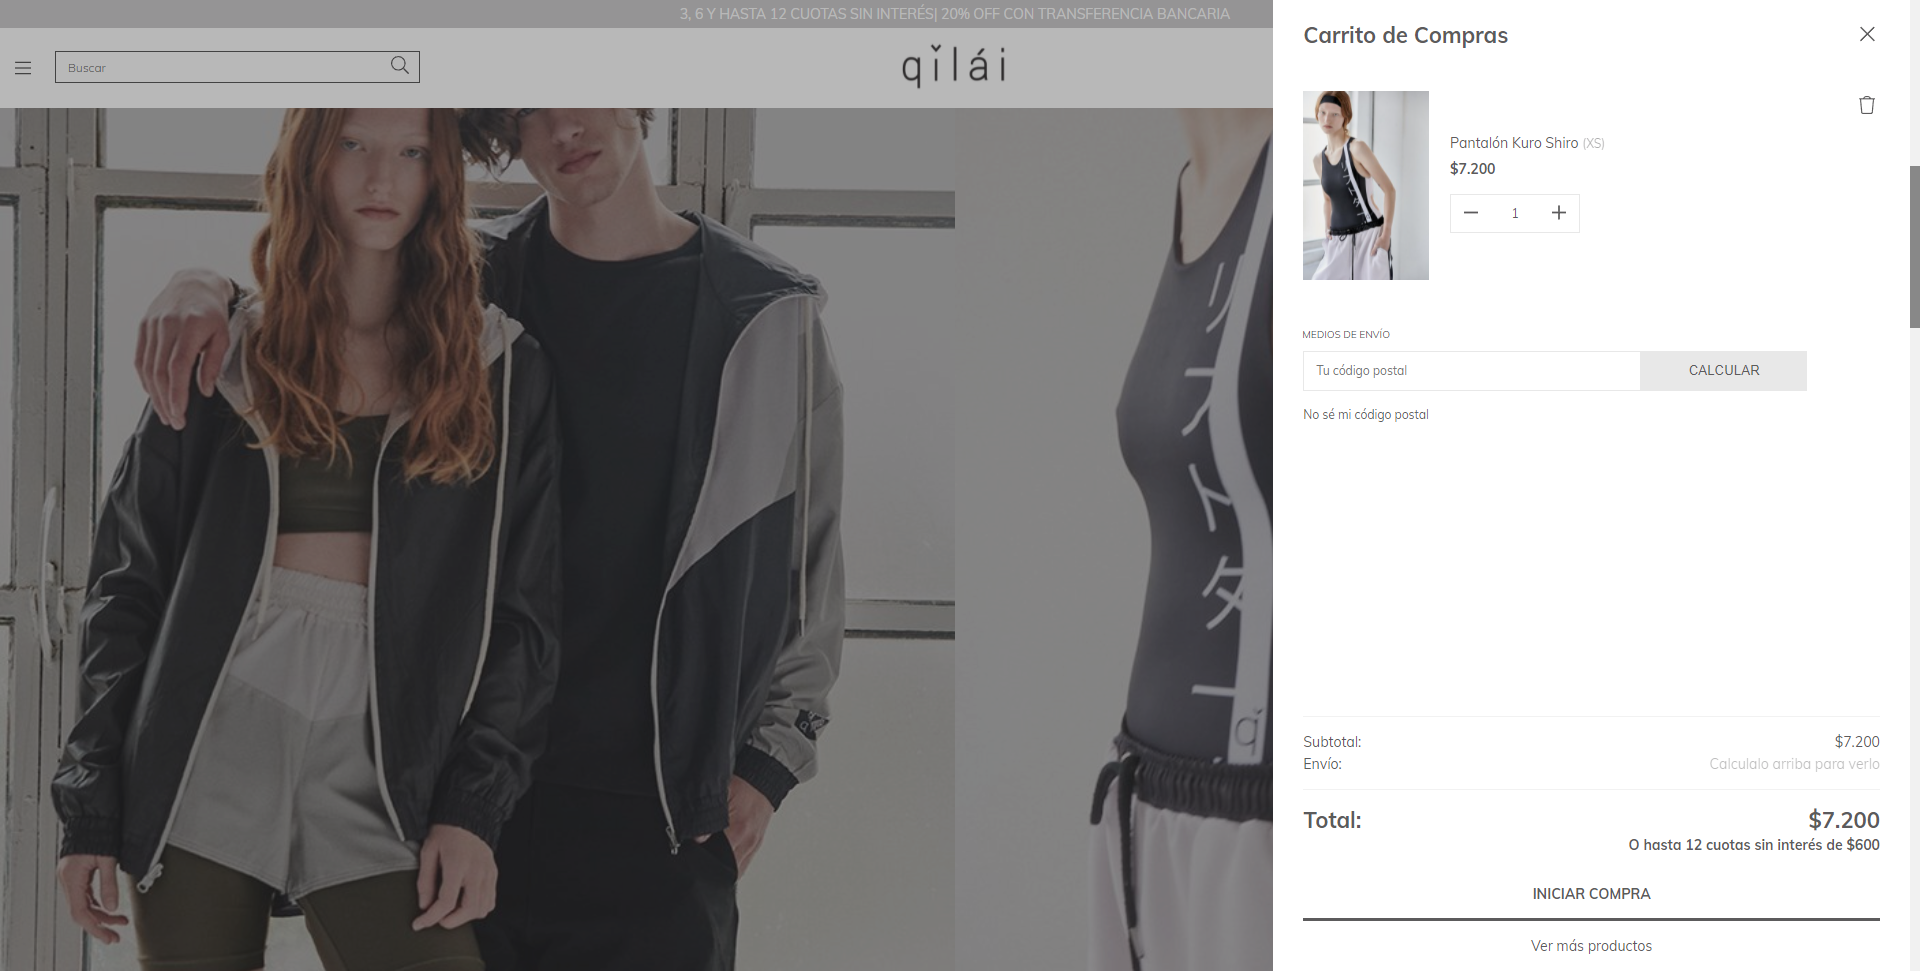 3, 6 Y HASTA 12 CUOTAS SIN INTERÉS| 20% OFF CON TRANSFERENCIA BANCARIA
Buscar
qilái
Carrito de Compras
Pantalón Kuro Shiro (XS)
$7.200
1
MEDIOS DE ENVÍO
Tu código postal
CALCULAR
No sé mi código postal
Subtotal:
$7.200
Envío:
Calculalo arriba para verlo
Total:
$7.200
O hasta 12 cuotas sin interés de $600
INICIAR COMPRA
Ver más productos